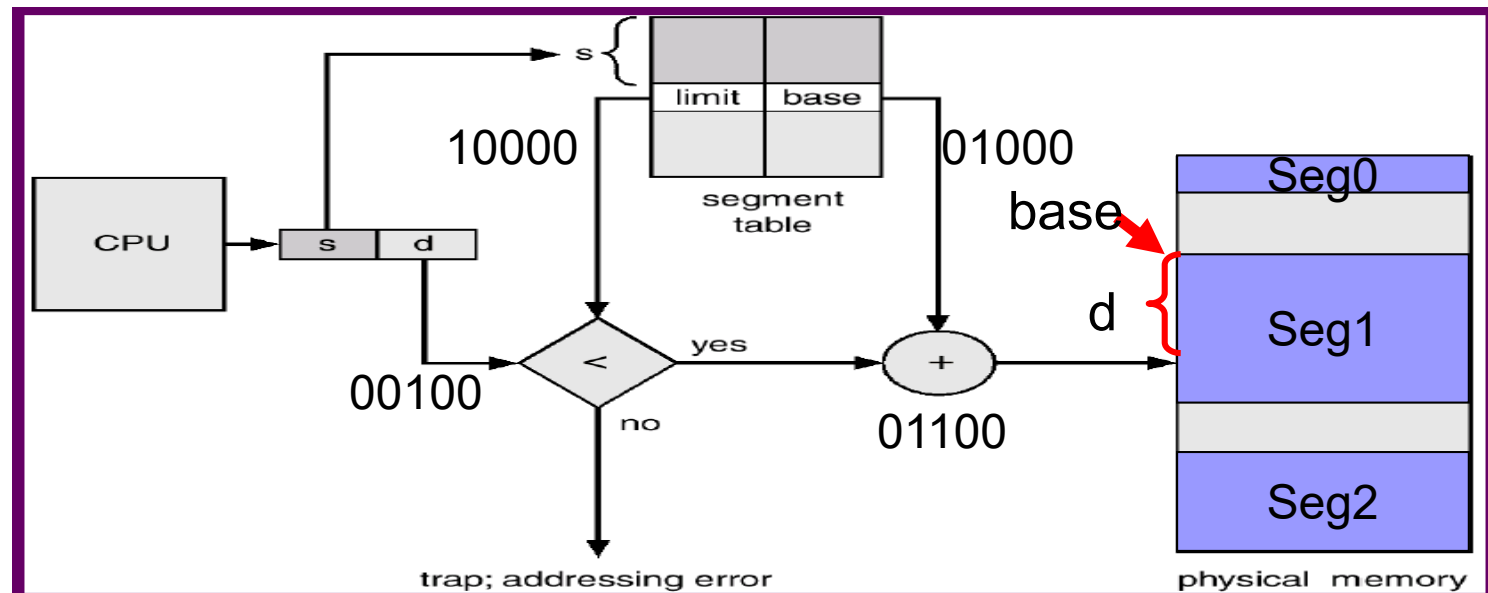 s
limit base
10000
01000
segment
table
Seg0
base
CPU
s d
d
Seg1
<
yes
+
00100
no
01100
Seg2
trap; addressing error
physical memory